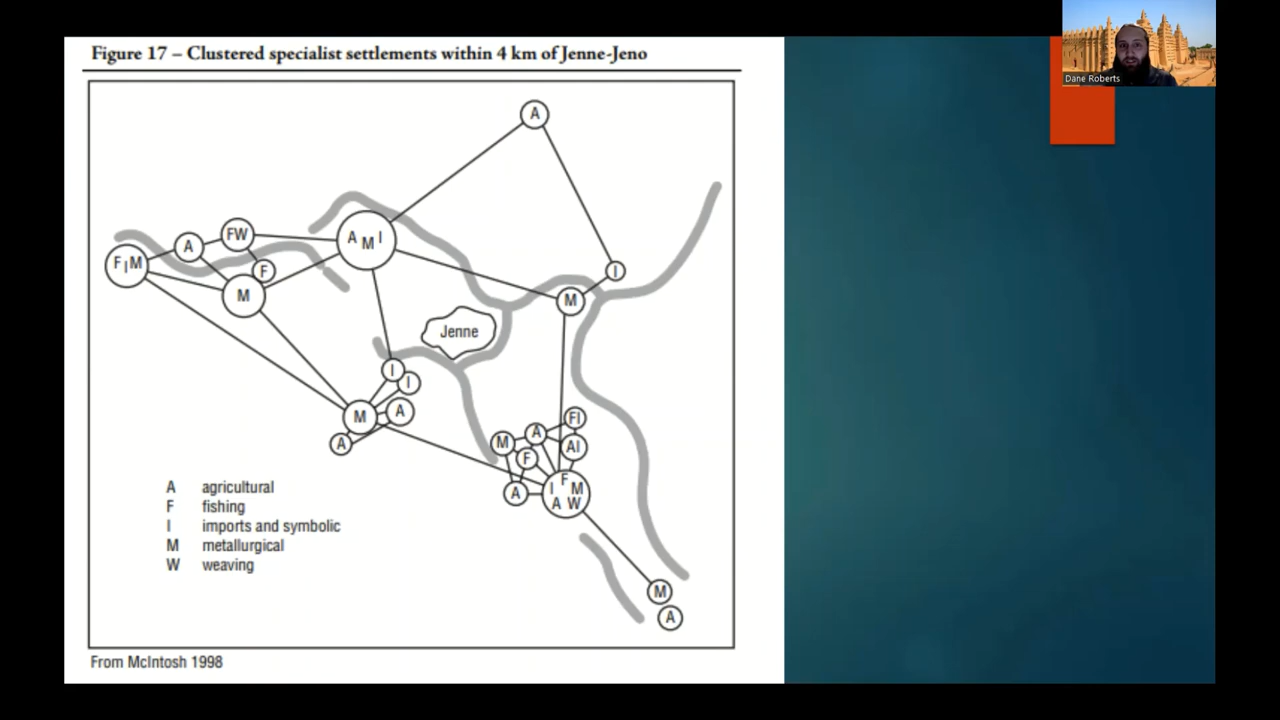 Figure 17 – Clustered specialist settlements within 4 km of Jenne-Jeno
Dane Roberts
A
FW
A
A M I
F I M
F
I
M
M
Jenne
I
I
A
M
FI
A
M
A
AI
F
F
I M
A
A W
A agricultural
F fishing
I imports and symbolic
M metallurgical
W weaving
M
A
From McIntosh 1998